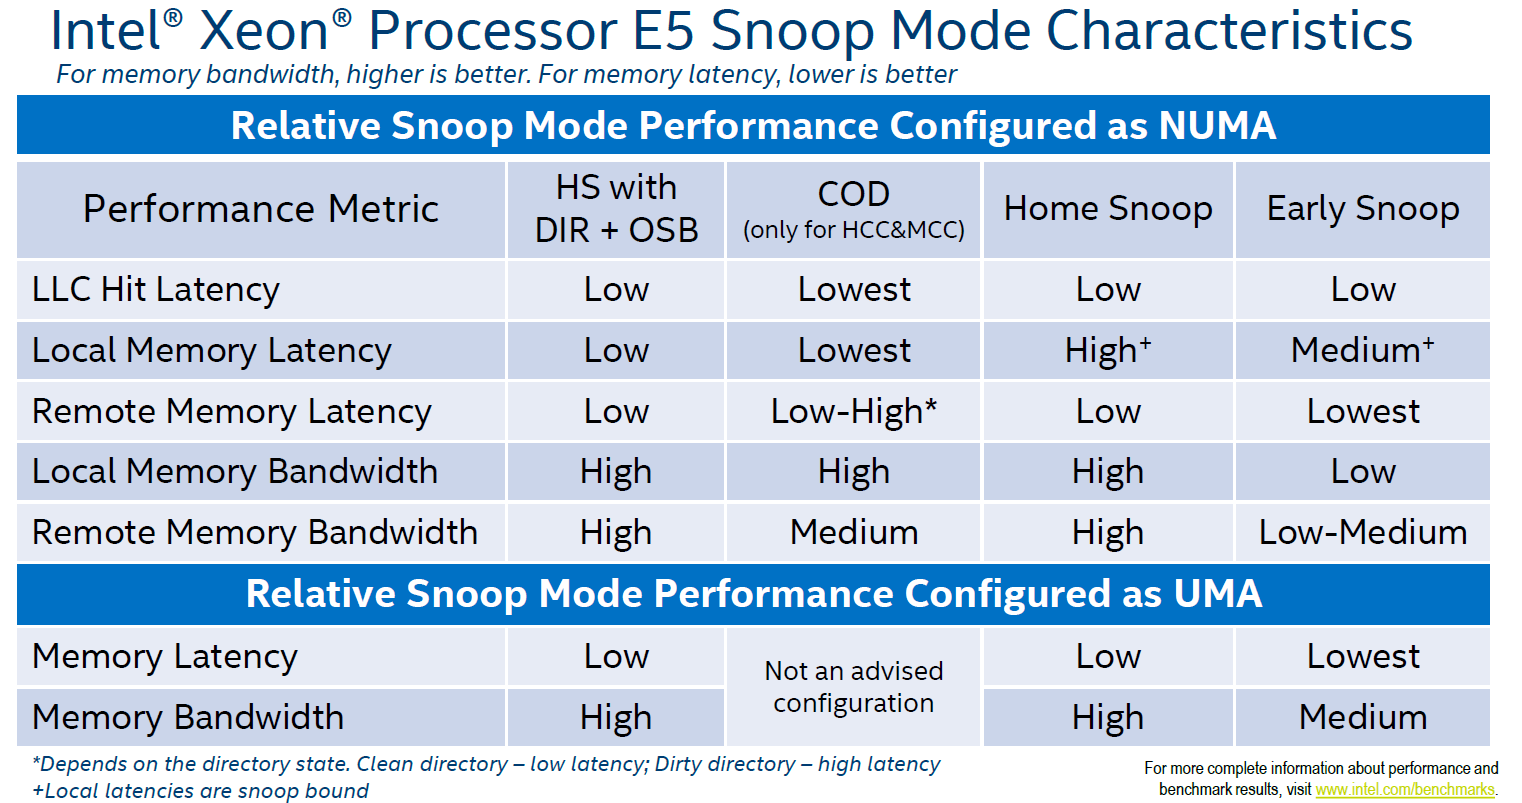 Intel® Xeon® Processor E5 Snoop Mode Characteristics
For memory bandwidth, higher is better. For memory latency, lower is better
Relative Snoop Mode Performance Configured as NUMA
Performance Metric HS with DIR + OSB COD (only for HCC&MCC) Home Snoop Early Snoop
LLC Hit Latency Low Lowest Low Low
Local Memory Latency Low Lowest High+ Medium+
Remote Memory Latency Low Low-High* Low Lowest
Local Memory Bandwidth High High High Low
Remote Memory Bandwidth High Medium High Low-Medium
Relative Snoop Mode Performance Configured as UMA
Memory Latency Low Not an advised configuration Low Lowest
Memory Bandwidth High High Medium
*Depends on the directory state. Clean directory – low latency; Dirty directory – high latency
+Local latencies are snoop bound
For more complete information about performance and
benchmark results, visit www.intel.com/benchmarks.